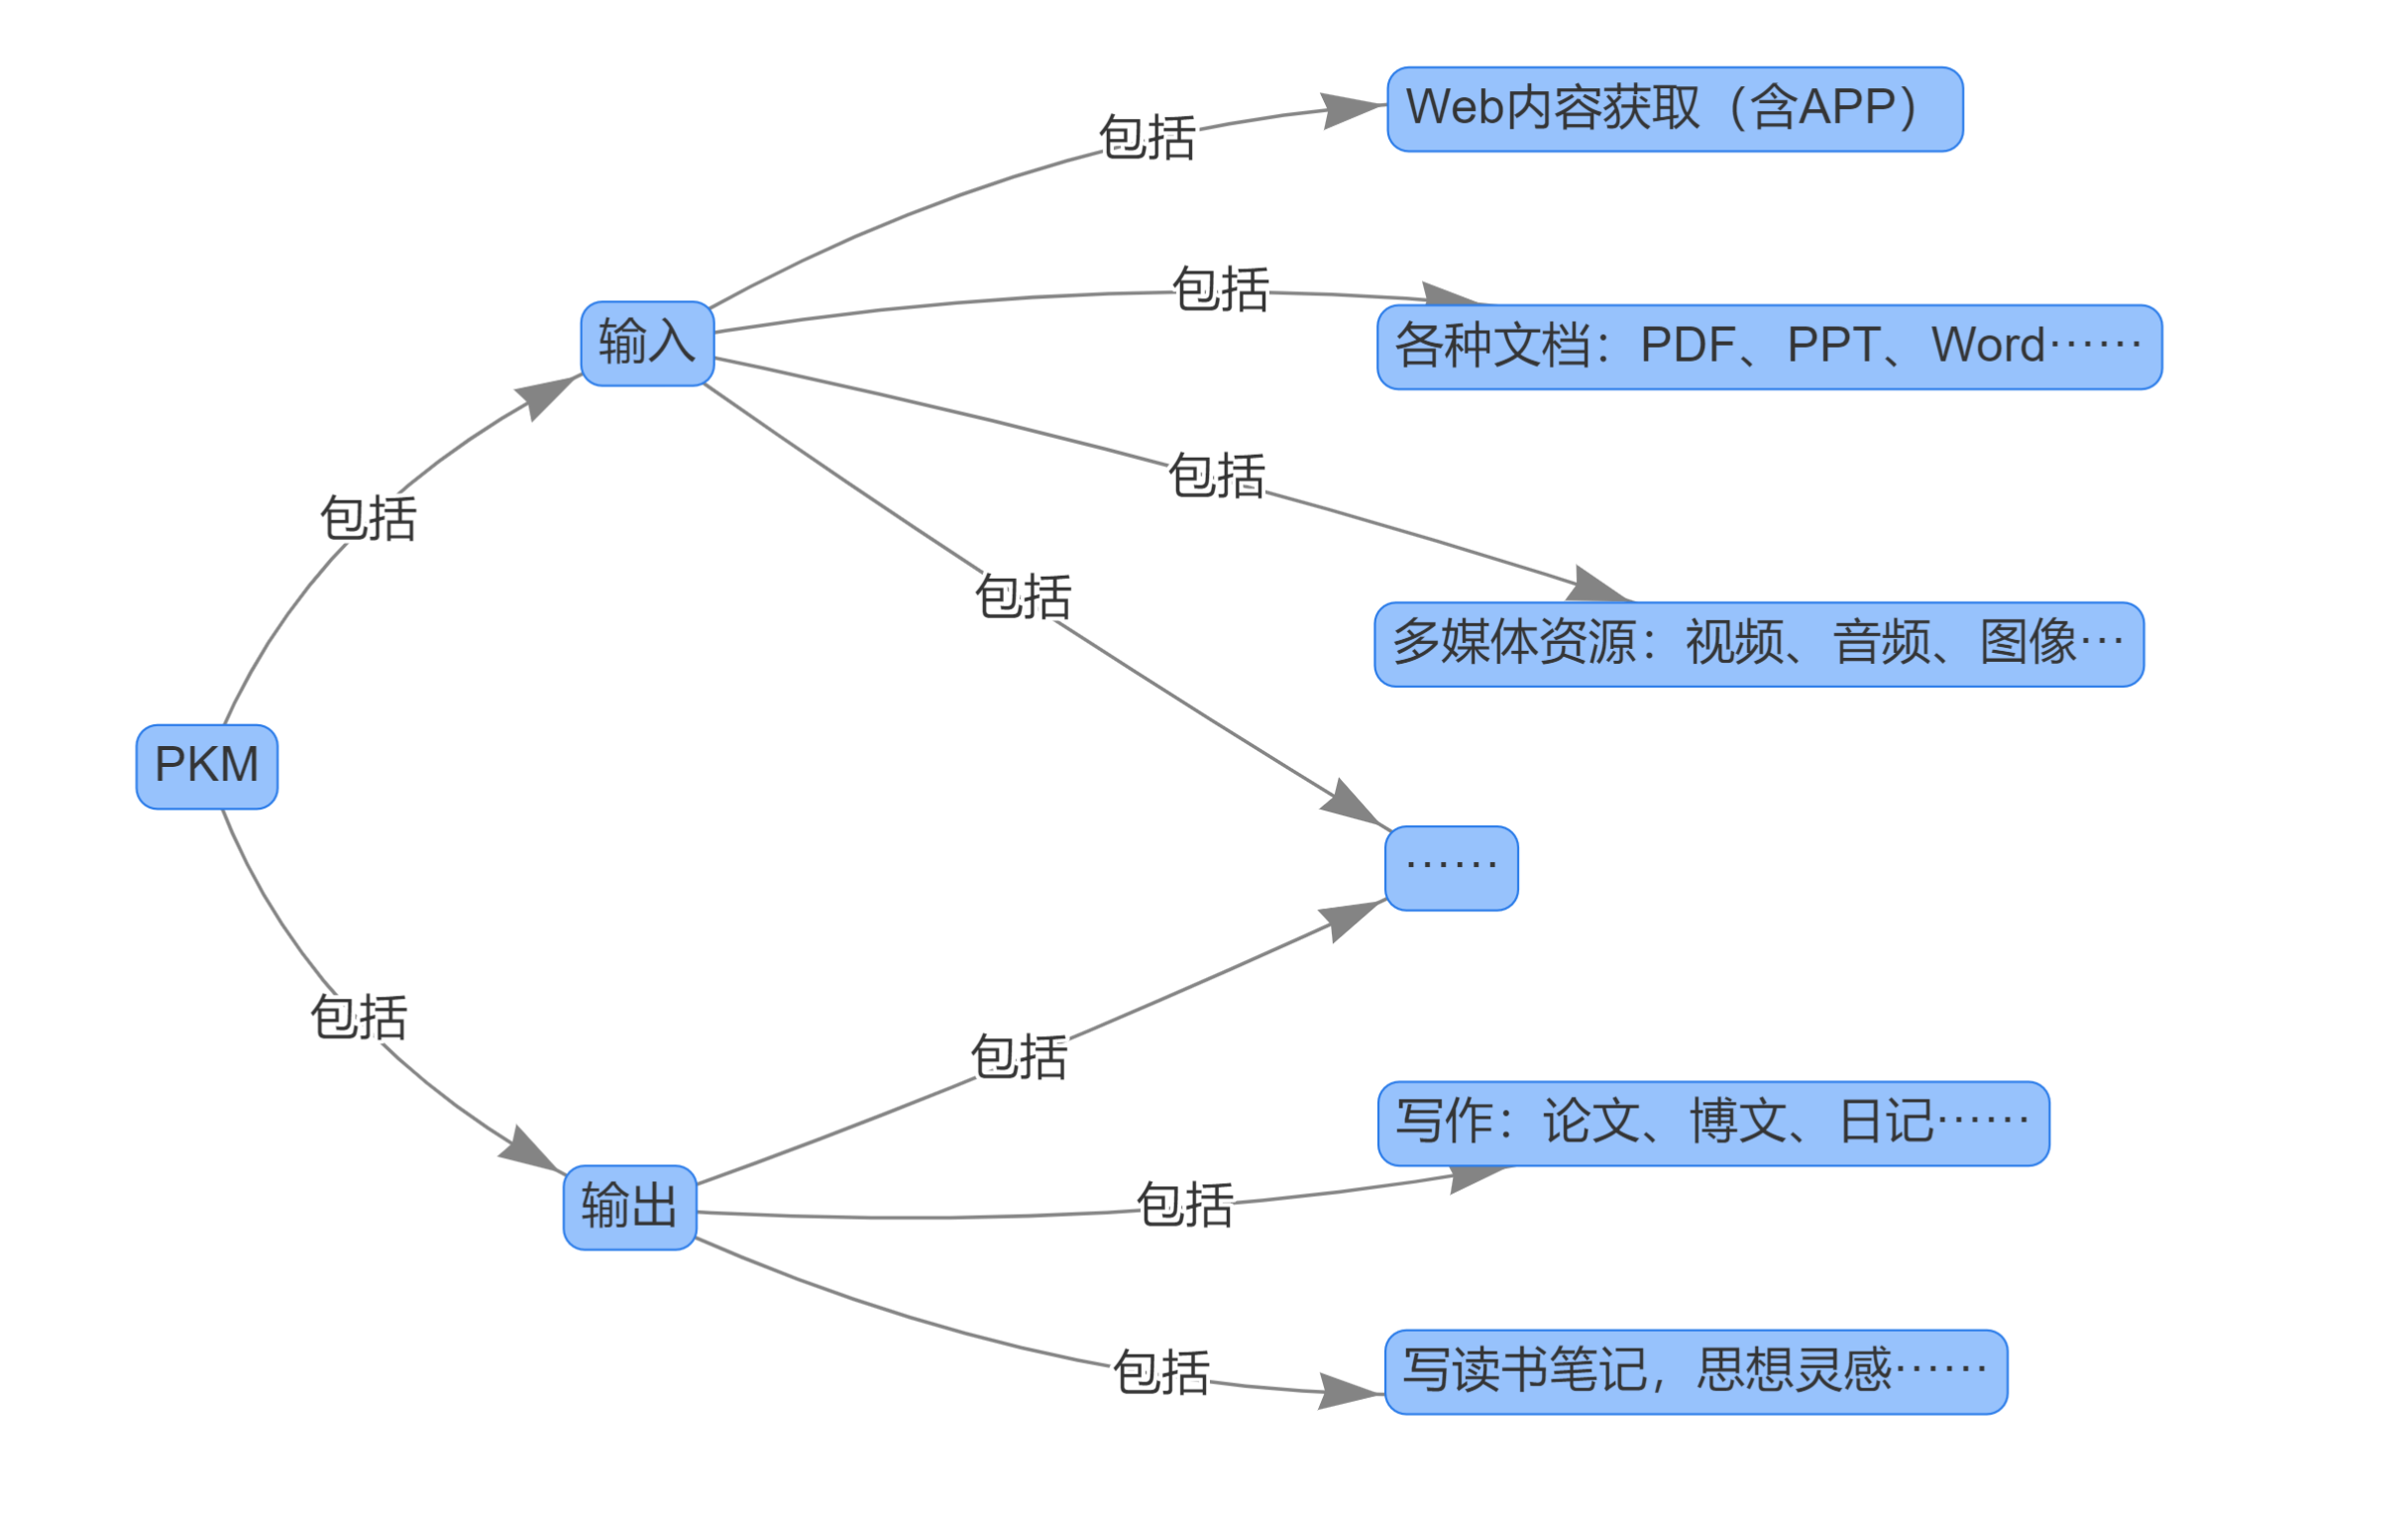 包括
Web内容获取（含APP）
包括
输入
各种文档：PDF、PPT、Word……
包括
包括
包括
多媒体资源：视频、音频、图像…
PKM
……
包括
包括
写作：论文、博文、日记……
输出
包括
包括
写读书笔记，思想灵感……